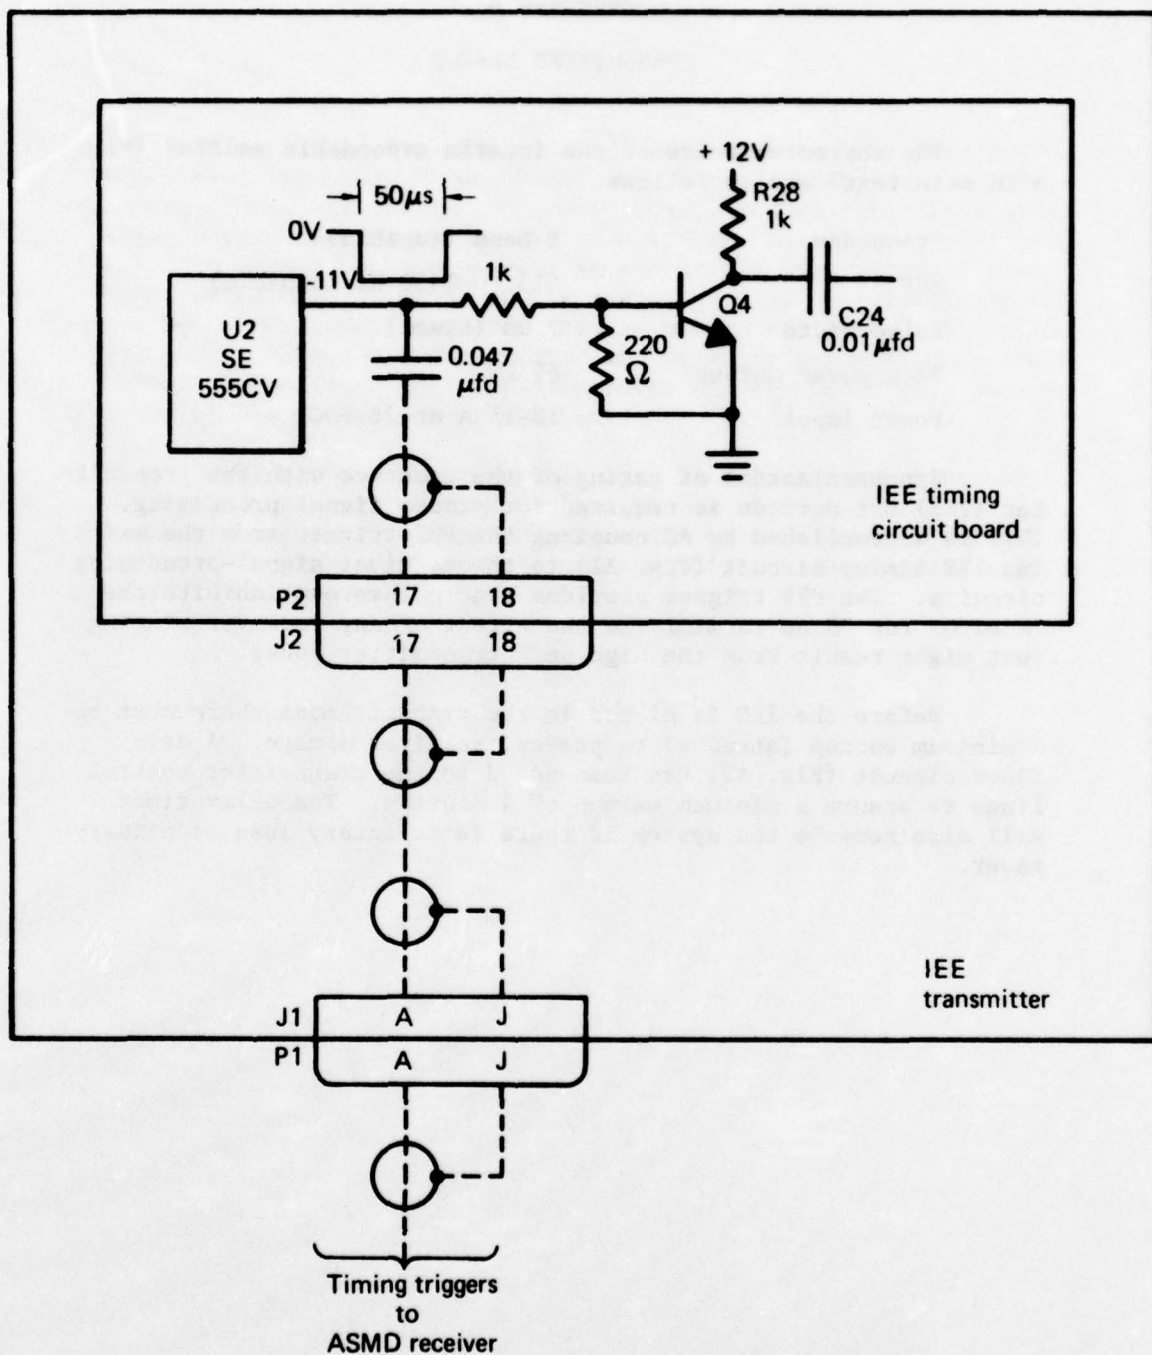 + 12V
R28
1k
50μs
0V
-11V
1k
U2
SE
555CV
0.047
μfd
220
Ω
Q4
C24
0.01μfd
IEE timing
circuit board
P2 17 18
J2 17 18
IEE
transmitter
J1 A J
P1 A J
Timing triggers
to
ASMD receiver